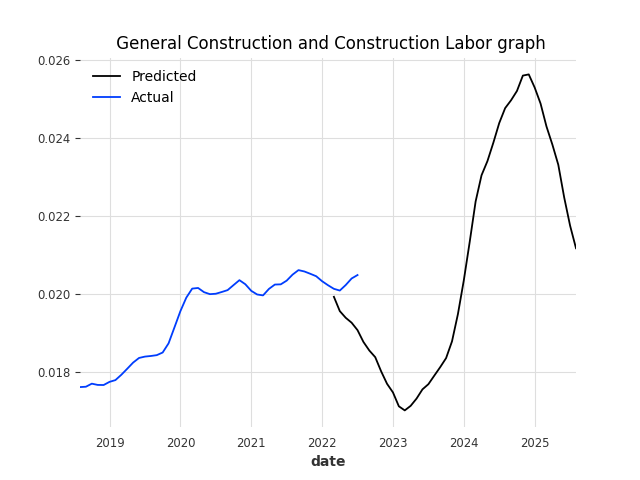 General Construction and Construction Labor graph
Predicted
Actual
0.026
0.024
0.022
0.020
0.018
2019 2020 2021 2022 2023 2024 2025
date